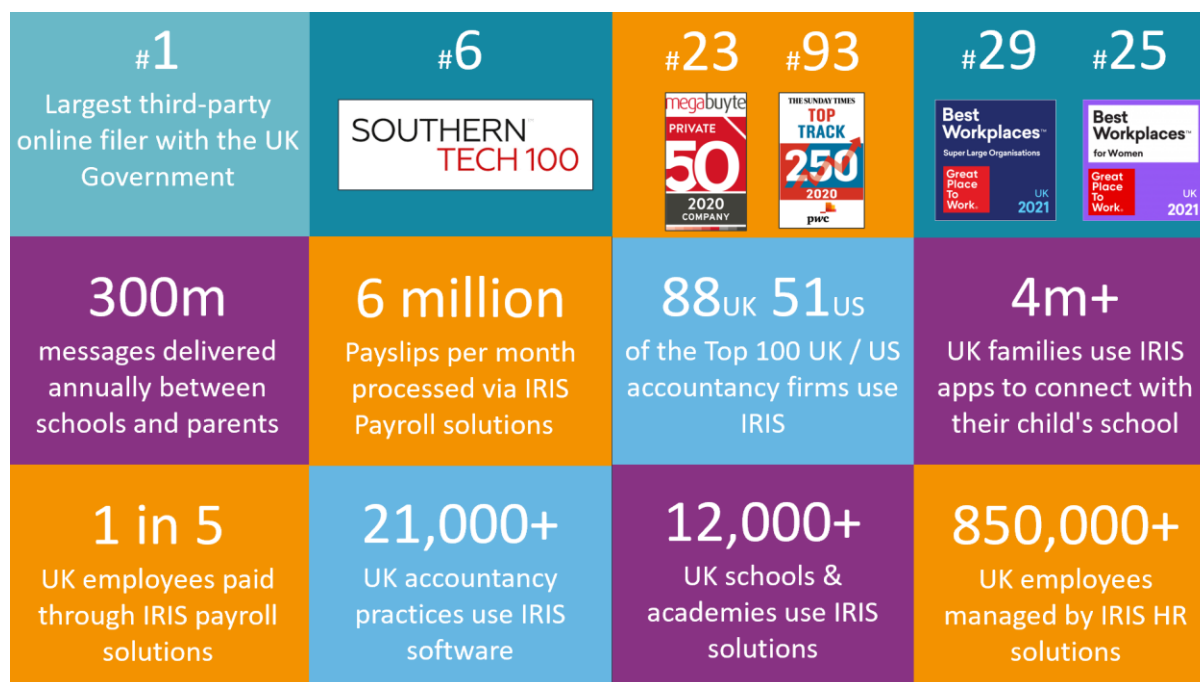 #1
Largest third-party
online filer with the UK
Government
#6
SOUTHERN™
TECH 100
#23
megabuyte
PRIVATE
50
2020
COMPANY
#93
THE SUNDAY TIMES
TOP
TRACK
250
2020
pwc
#29
Best
Workplaces™
Super Large Organisations
Great
Place
To
Work.
UK
2021
#25
Best
Workplaces™
for Women
Great
Place
To
Work.
UK
2021
300m
messages delivered
annually between
schools and parents
6 million
Payslips per month
processed via IRIS
Payroll solutions
88UK 51US
of the Top 100 UK / US
accountancy firms use
IRIS
4m+
UK families use IRIS
apps to connect with
their child's school
1 in 5
UK employees paid
through IRIS payroll
solutions
21,000+
UK accountancy
practices use IRIS
software
12,000+
UK schools &
academies use IRIS
solutions
850,000+
UK employees
managed by IRIS HR
solutions